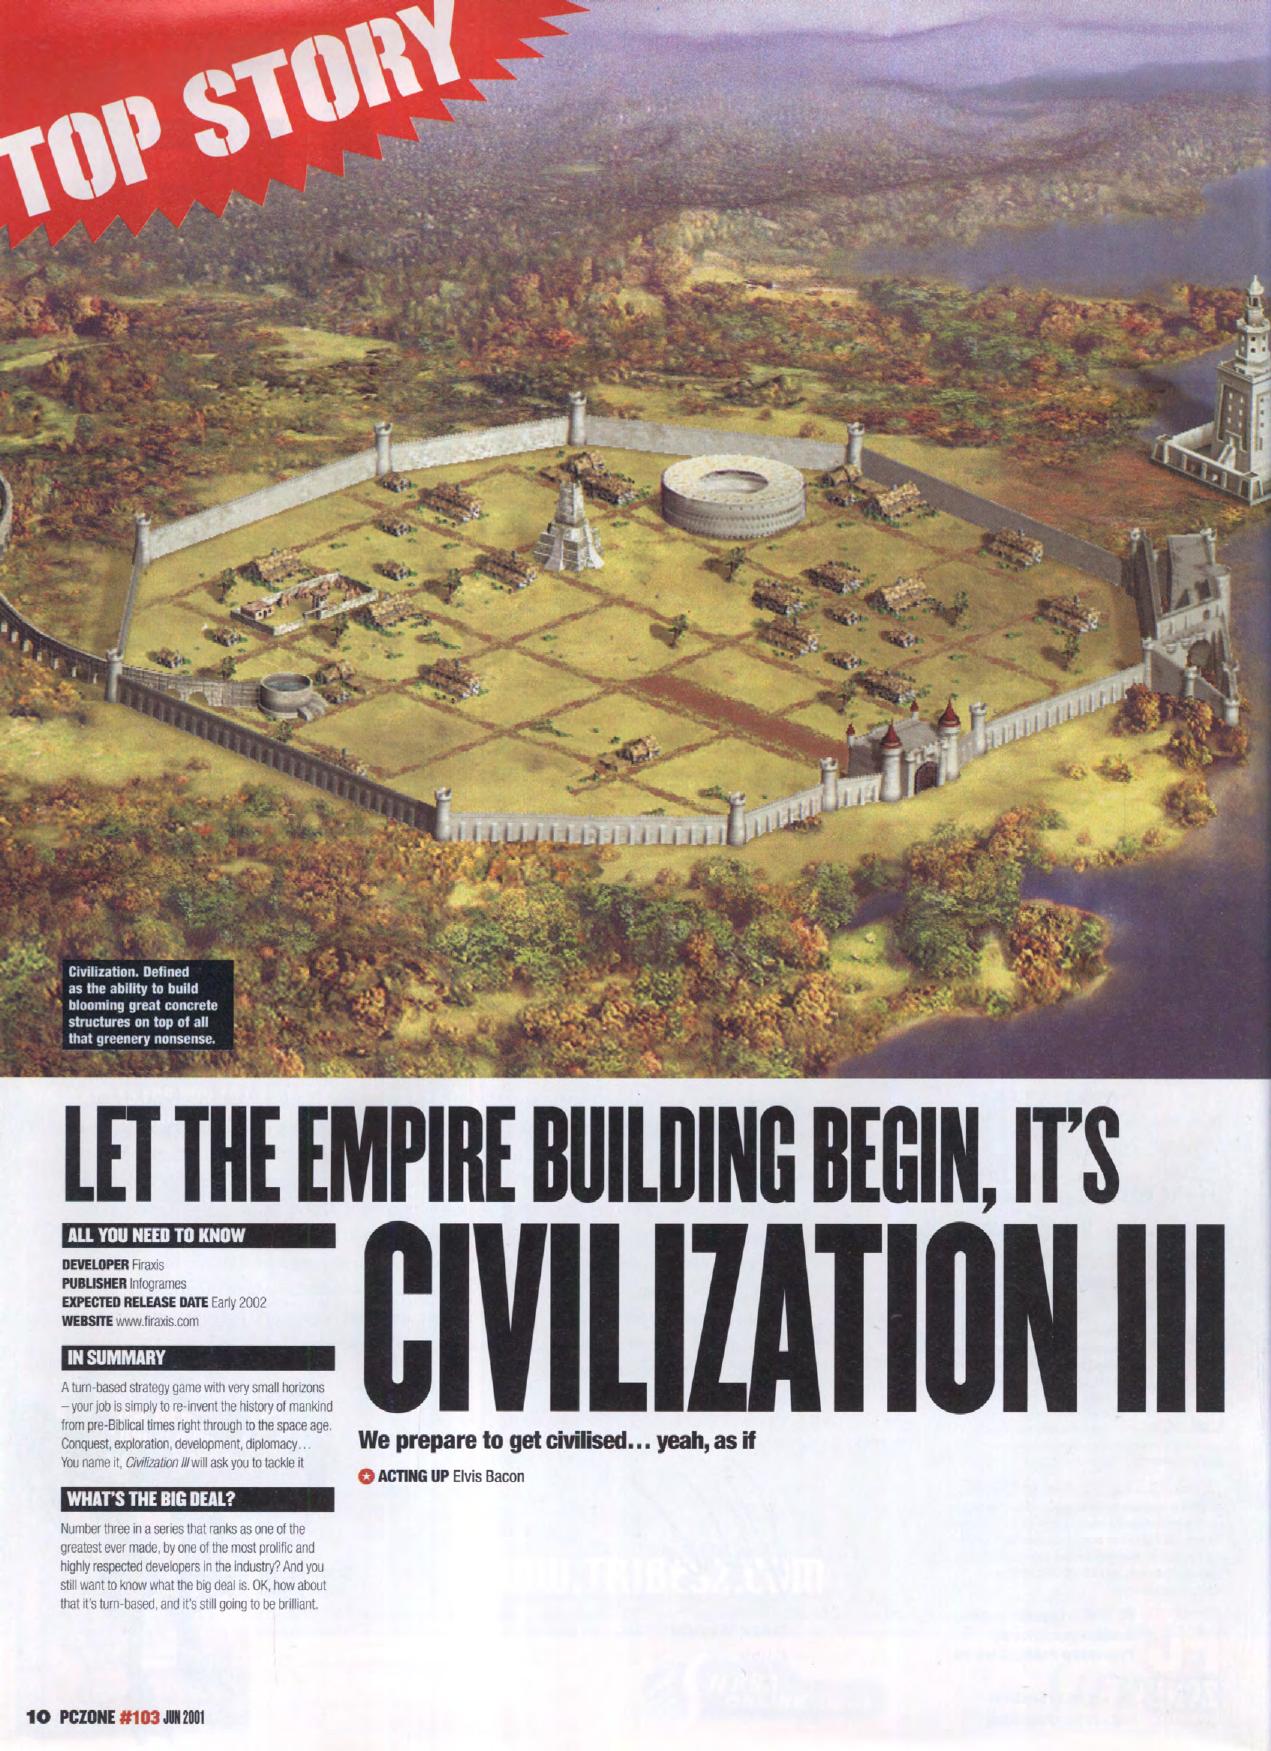 TOP STORY
Civilization. Defined
as the ability to build
blooming great concrete
structures on top of all
that greenery nonsense.
LET THE EMPIRE BUILDING BEGIN, IT'S
CIVILIZATION III
ALL YOU NEED TO KNOW
DEVELOPER Firaxis
PUBLISHER Infogrames
EXPECTED RELEASE DATE Early 2002
WEBSITE www.firaxis.com
IN SUMMARY
A turn-based strategy game with very small horizons
– your job is simply to re-invent the history of mankind
from pre-Biblical times right through to the space age.
Conquest, exploration, development, diplomacy...
You name it, Civilization III will ask you to tackle it
WHAT'S THE BIG DEAL?
Number three in a series that ranks as one of the
greatest ever made, by one of the most prolific and
highly respected developers in the industry? And you
still want to know what the big deal is. OK, how about
that it's turn-based, and it's still going to be brilliant.
We prepare to get civilised... yeah, as if
ACTING UP Elvis Bacon
10 PCZONE #103 JUN 2001